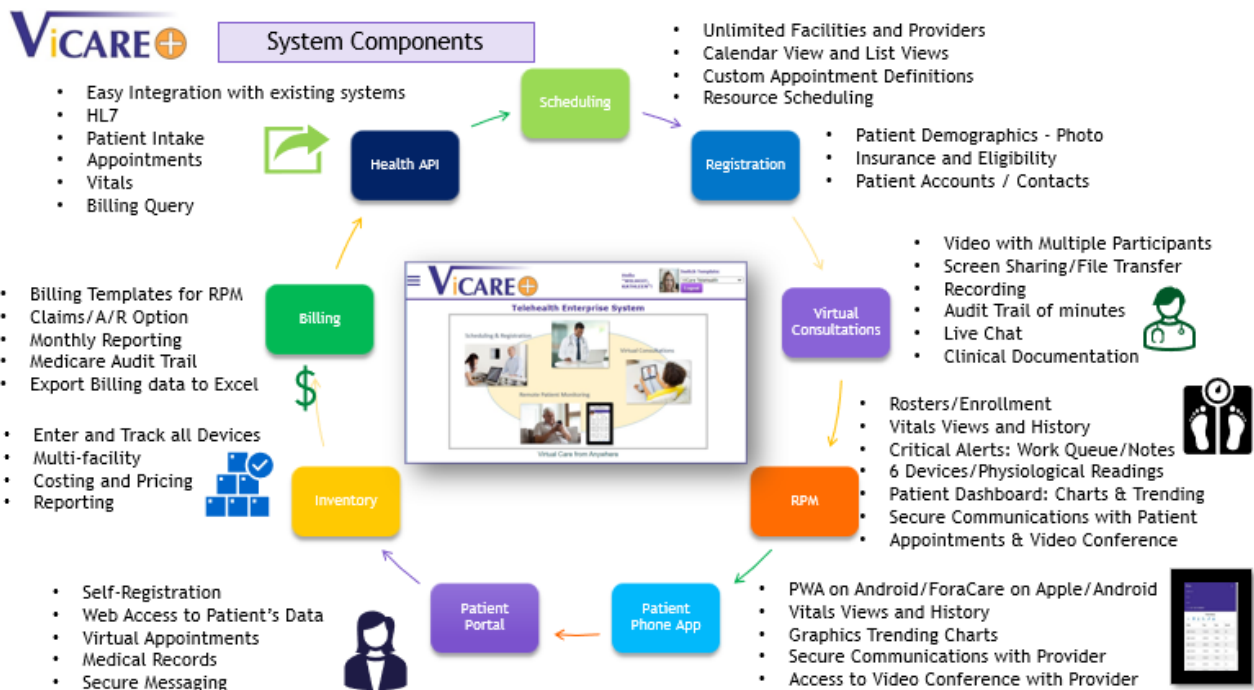 ViCARE+
System Components
Unlimited Facilities and Providers
Calendar View and List Views
Custom Appointment Definitions
Resource Scheduling
Scheduling
Easy Integration with existing systems
HL7
Patient Intake
Appointments
Vitals
Billing Query
Health API
Registration
Patient Demographics - Photo
Insurance and Eligibility
Patient Accounts / Contacts
Video with Multiple Participants
Screen Sharing/File Transfer
Recording
Audit Trail of minutes
Live Chat
Clinical Documentation
Virtual
Consultations
Billing Templates for RPM
Claims/A/R Option
Monthly Reporting
Medicare Audit Trail
Export Billing data to Excel
Billing
$
ViCARE+
Telehealth Enterprise System
Scheduling & Registration
Virtual Consultations
Remote Patient Monitoring
Virtual Care from Anywhere
Rosters/Enrollment
Vitals Views and History
Critical Alerts: Work Queue/Notes
6 Devices/Physiological Readings
Patient Dashboard: Charts & Trending
Secure Communications with Patient
Appointments & Video Conference
RPM
Enter and Track all Devices
Multi-facility
Costing and Pricing
Reporting
Inventory
Self-Registration
Web Access to Patient's Data
Virtual Appointments
Medical Records
Secure Messaging
Patient
Portal
Patient
Phone App
PWA on Android/ForaCare on Apple/Android
Vitals Views and History
Graphics Trending Charts
Secure Communications with Provider
Access to Video Conference with Provider